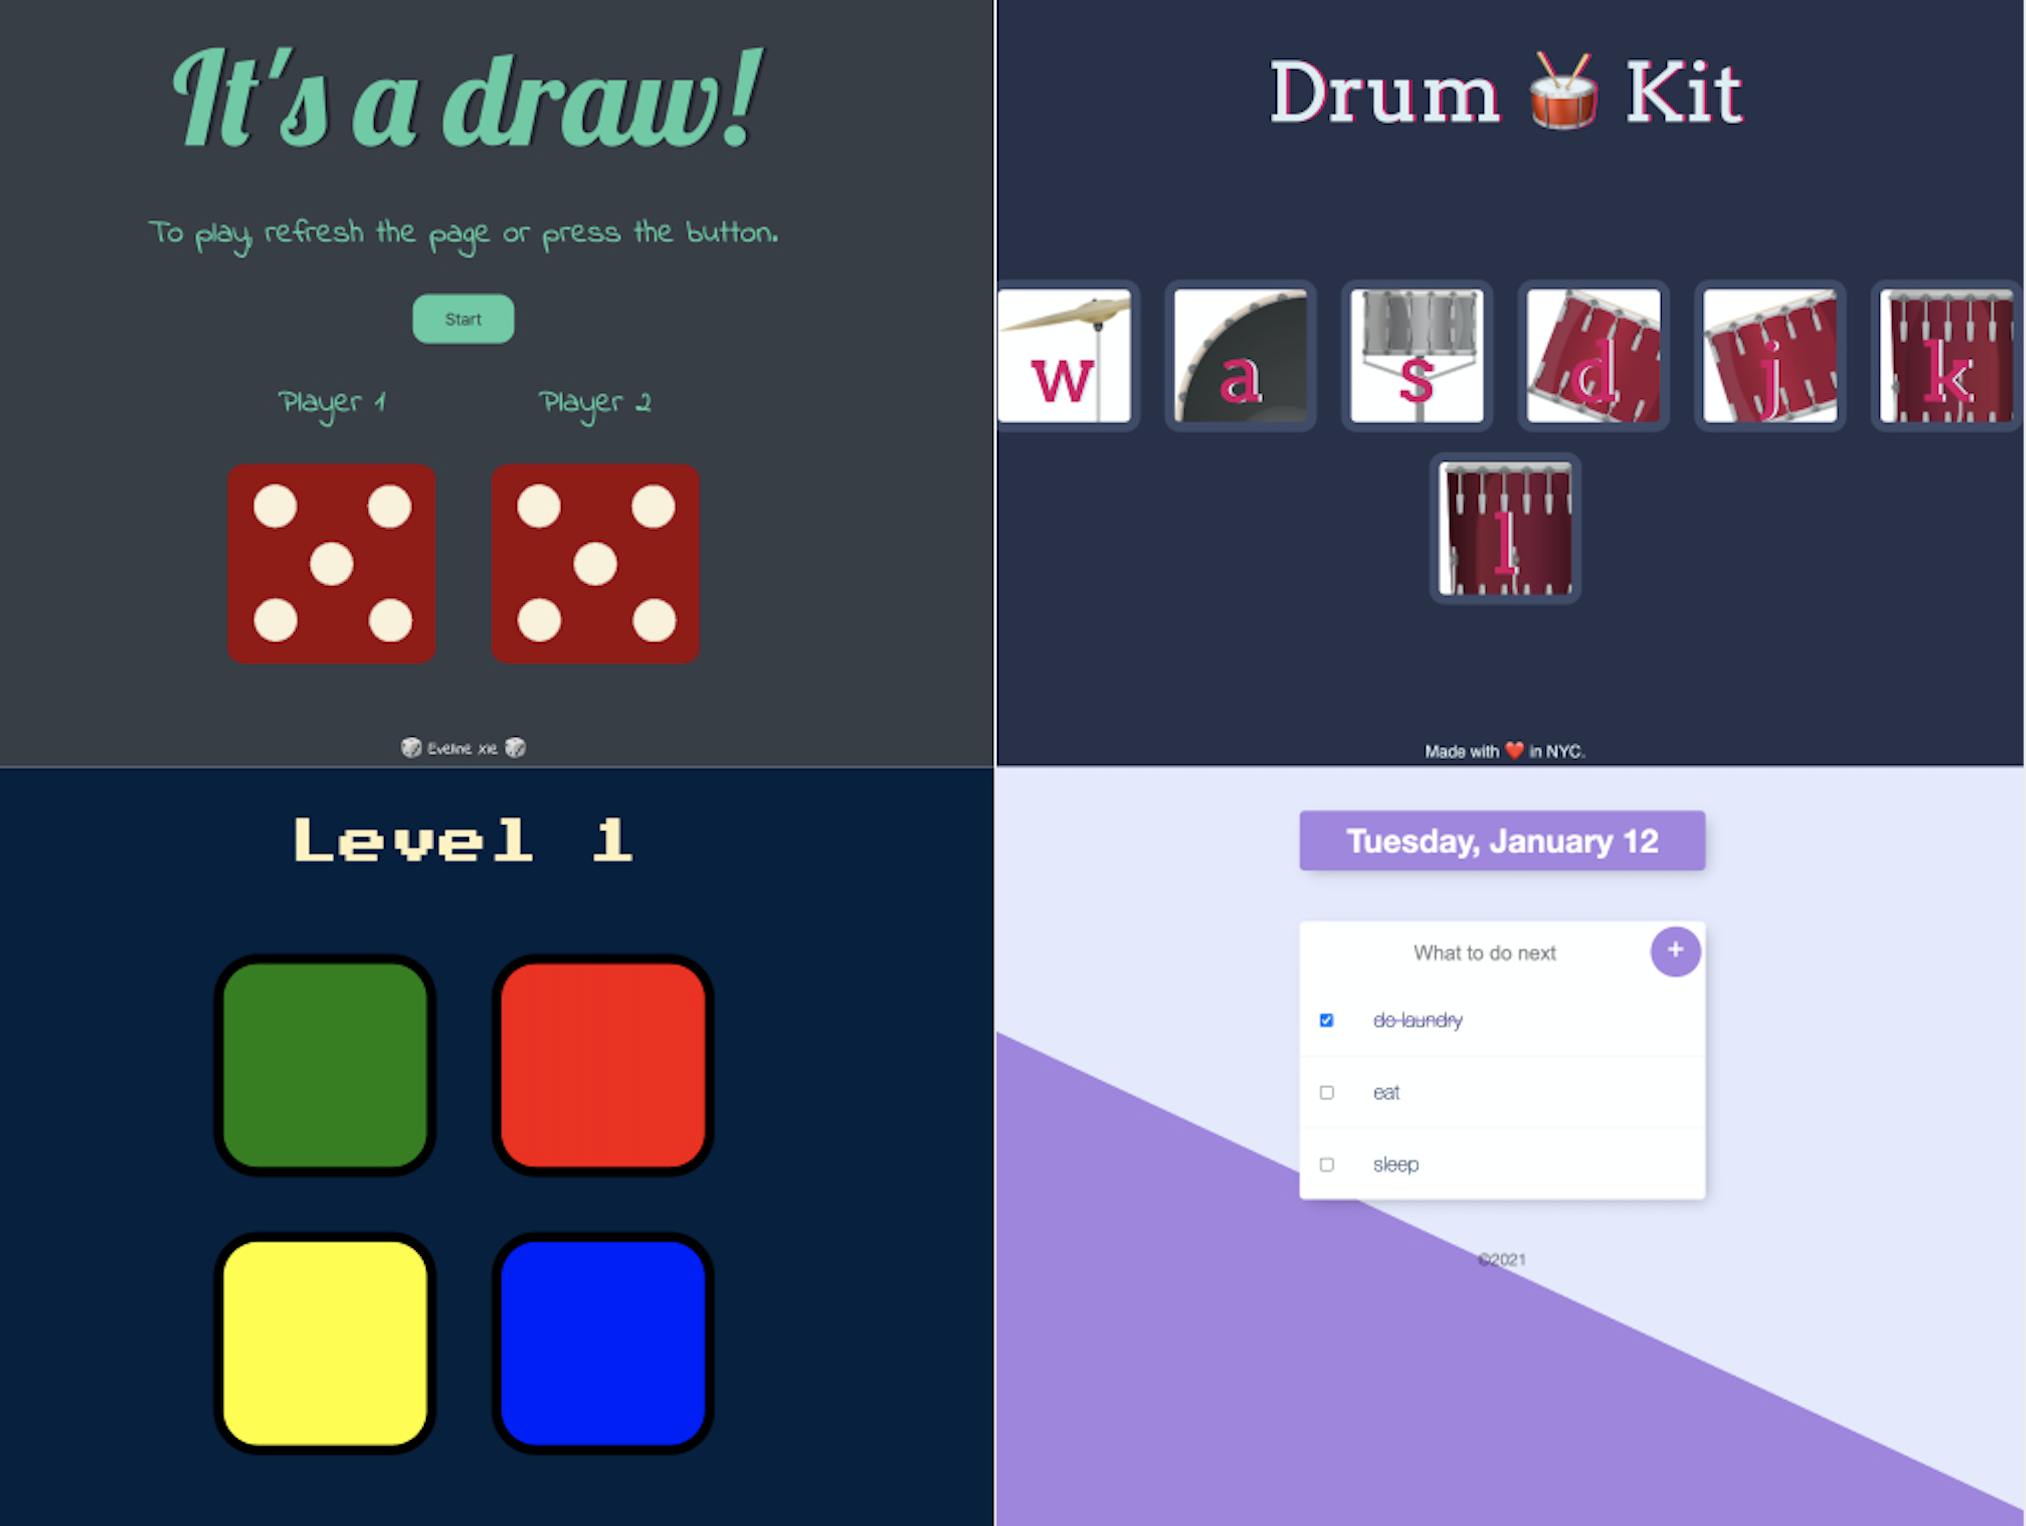 It's a draw!
To play, refresh the page or press the button.
Start
Player 1 Player 2
🎲 Eveline Xie 🎲
Drum 🥁 Kit
w a s d j k
l
Made with ❤️ in NYC.
Level 1
Tuesday, January 12
What to do next +
do laundry
eat
sleep
©2021